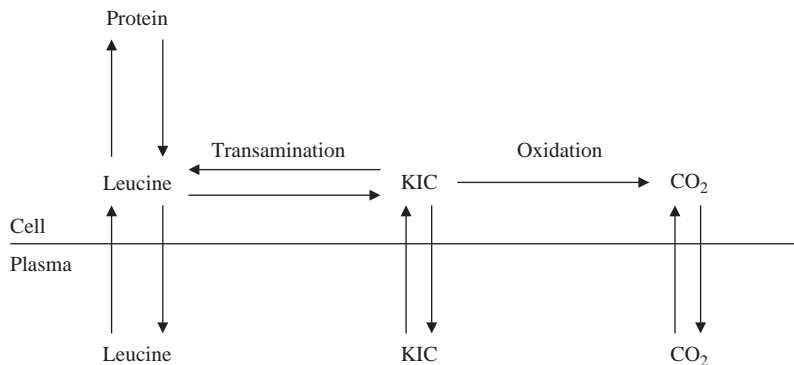 Protein
Transamination
Oxidation
Leucine
KIC
CO₂
Cell
Plasma
Leucine
KIC
CO₂